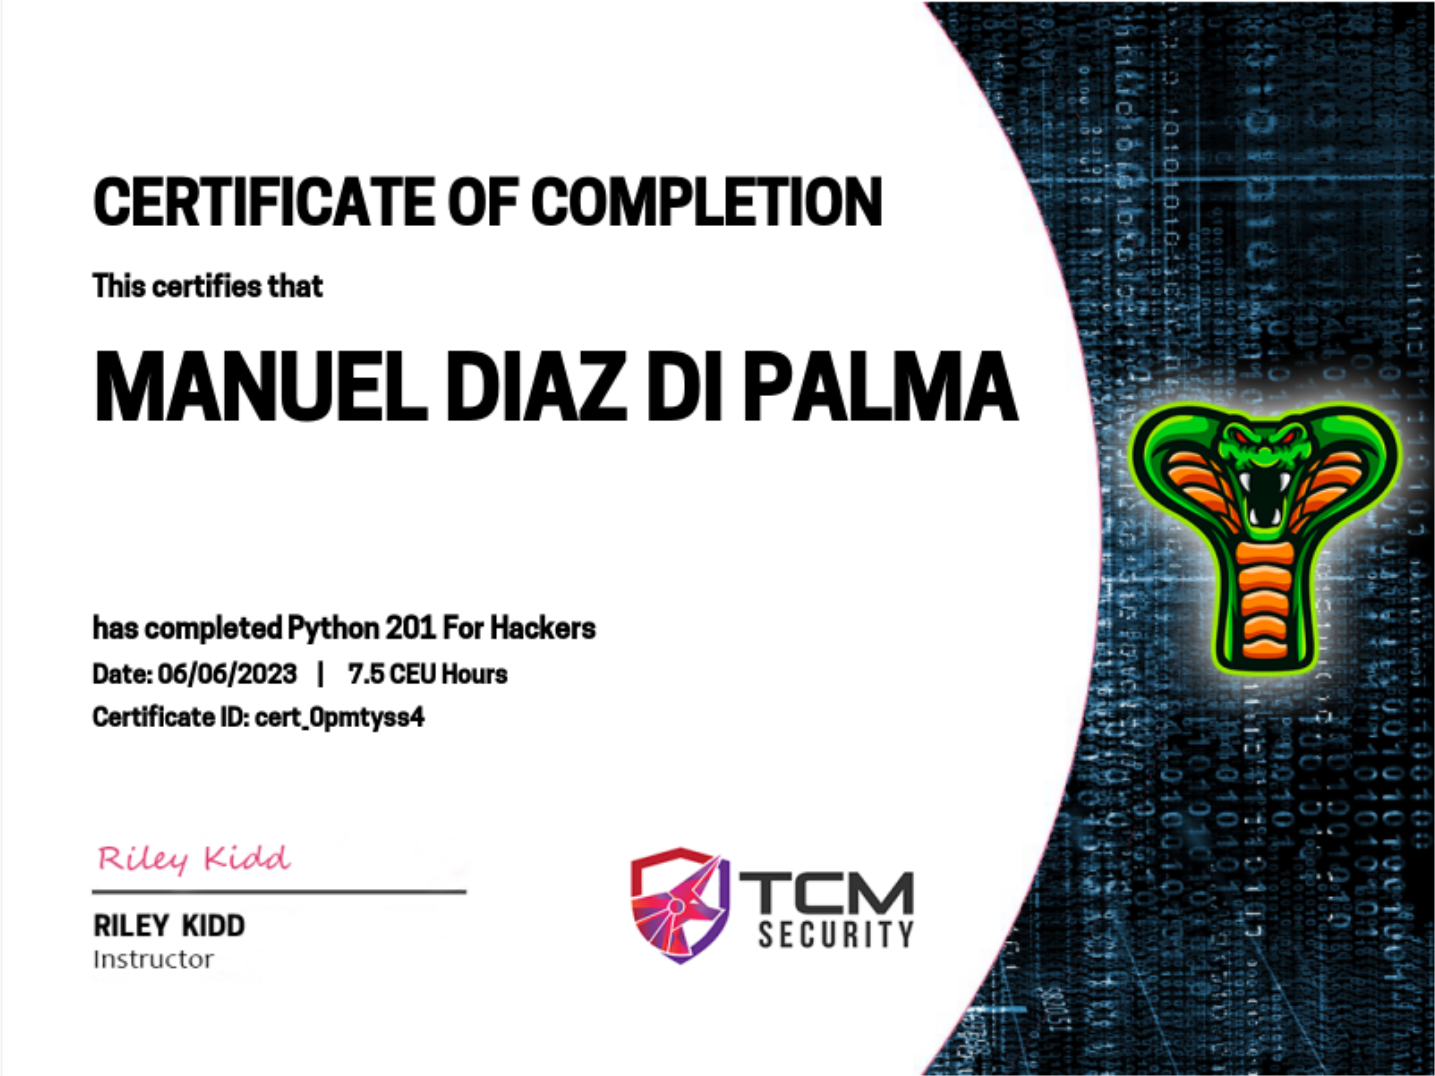 CERTIFICATE OF COMPLETION
This certifies that
MANUEL DIAZ DI PALMA
has completed Python 201 For Hackers
Date: 06/06/2023 | 7.5 CEU Hours
Certificate ID: cert_0pmtyss4
Riley Kidd
RILEY KIDD
Instructor
TCM
SECURITY